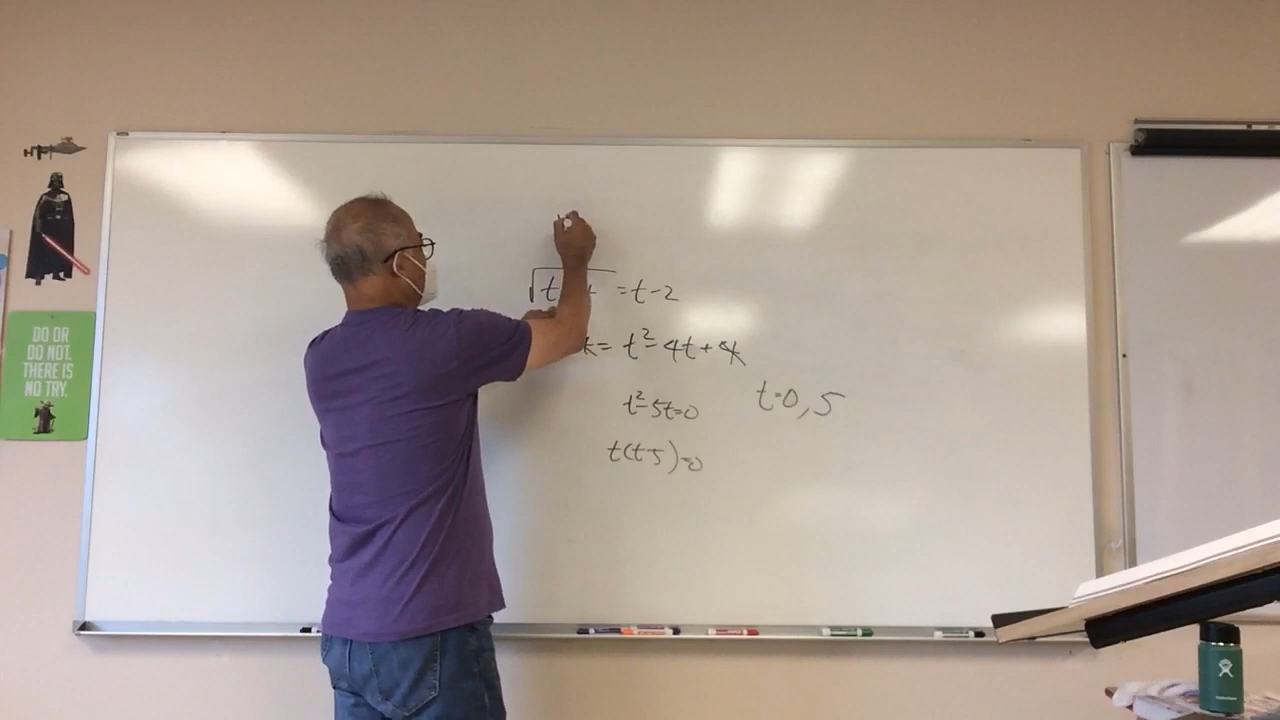 DO OR
DO NOT.
THERE IS
NO TRY.
= t - 2
= t² - 4t + 4
t² - 5t = 0
t = 0, 5
t(t - 5) = 0